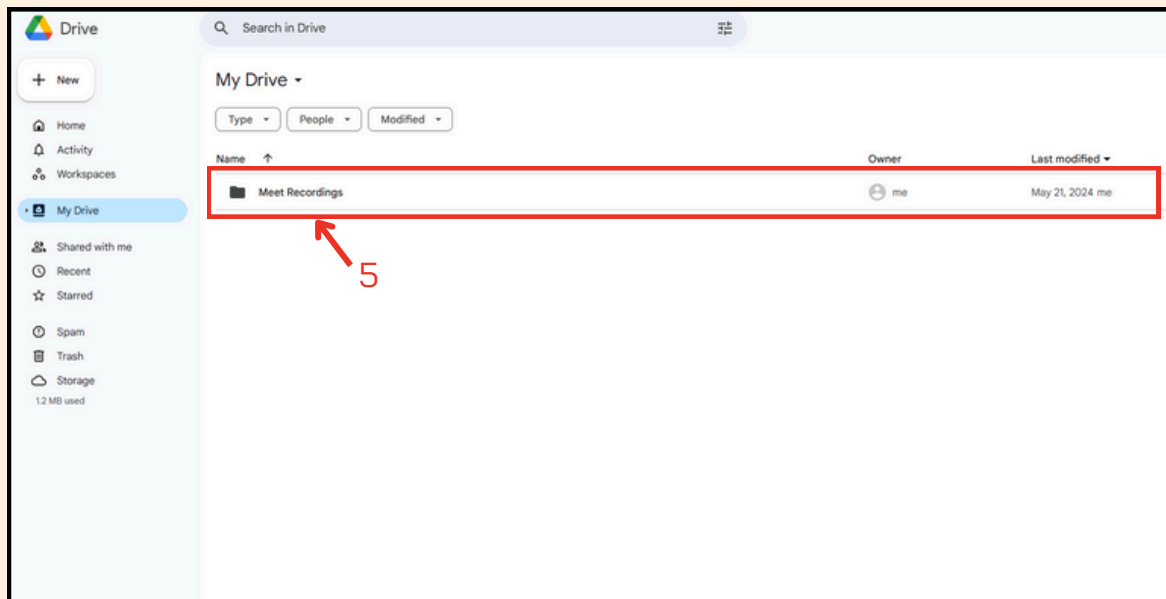 Drive
Search in Drive
New
My Drive
Type People Modified
Home
Activity
Workspaces
My Drive
Shared with me
Recent
Starred
Spam
Trash
Storage
1.2 MB used
Name Owner Last modified
Meet Recordings me May 21, 2024 me
5